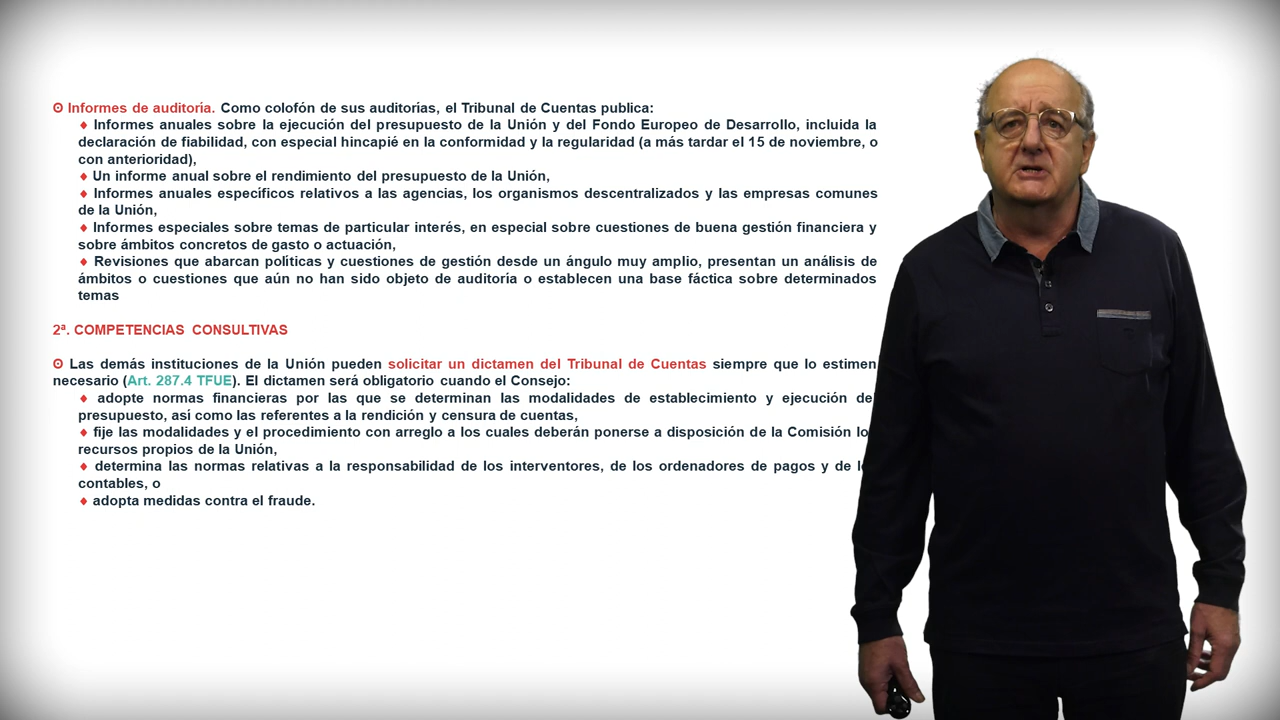 ʘ Informes de auditoría. Como colofón de sus auditorías, el Tribunal de Cuentas publica:
♦ Informes anuales sobre la ejecución del presupuesto de la Unión y del Fondo Europeo de Desarrollo, incluida la
declaración de fiabilidad, con especial hincapié en la conformidad y la regularidad (a más tardar el 15 de noviembre, o
con anterioridad),
♦ Un informe anual sobre el rendimiento del presupuesto de la Unión,
♦ Informes anuales específicos relativos a las agencias, los organismos descentralizados y las empresas comunes
de la Unión,
♦ Informes especiales sobre temas de particular interés, en especial sobre cuestiones de buena gestión financiera y
sobre ámbitos concretos de gasto o actuación,
♦ Revisiones que abarcan políticas y cuestiones de gestión desde un ángulo muy amplio, presentan un análisis de
ámbitos o cuestiones que aún no han sido objeto de auditoría o establecen una base fáctica sobre determinados
temas
2ª. COMPETENCIAS CONSULTIVAS
ʘ Las demás instituciones de la Unión pueden solicitar un dictamen del Tribunal de Cuentas siempre que lo estimen
necesario (Art. 287.4 TFUE). El dictamen será obligatorio cuando el Consejo:
♦ adopte normas financieras por las que se determinan las modalidades de establecimiento y ejecución de
presupuesto, así como las referentes a la rendición y censura de cuentas,
♦ fije las modalidades y el procedimiento con arreglo a los cuales deberán ponerse a disposición de la Comisión lo
recursos propios de la Unión,
♦ determina las normas relativas a la responsabilidad de los interventores, de los ordenadores de pagos y de
contables, o
♦ adopta medidas contra el fraude.